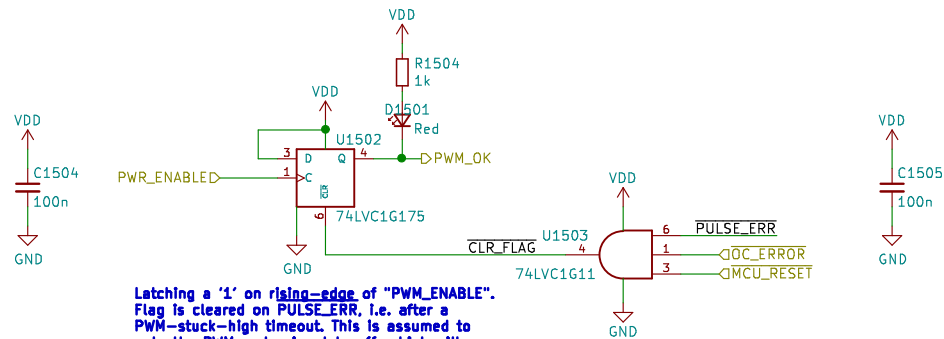 VDD
R1504
1k
VDD
D1501
Red
VDD
U1502
3
D
Q
4
PWM_OK
PWR_ENABLE
1
C
CLR
6
74LVC1G175
C1504
100n
GND
GND
VDD
C1505
100n
GND
VDD
U1503
CLR_FLAG
4
6
PULSE_ERR
1
OC_ERROR
3
MCU_RESET
74LVC1G11
GND
VDD
Latching a '1' on rising-edge of "PWM_ENABLE".
Flag is cleared on PULSE_ERR, i.e. after a
PWM-stuck-high timeout. This is assumed to